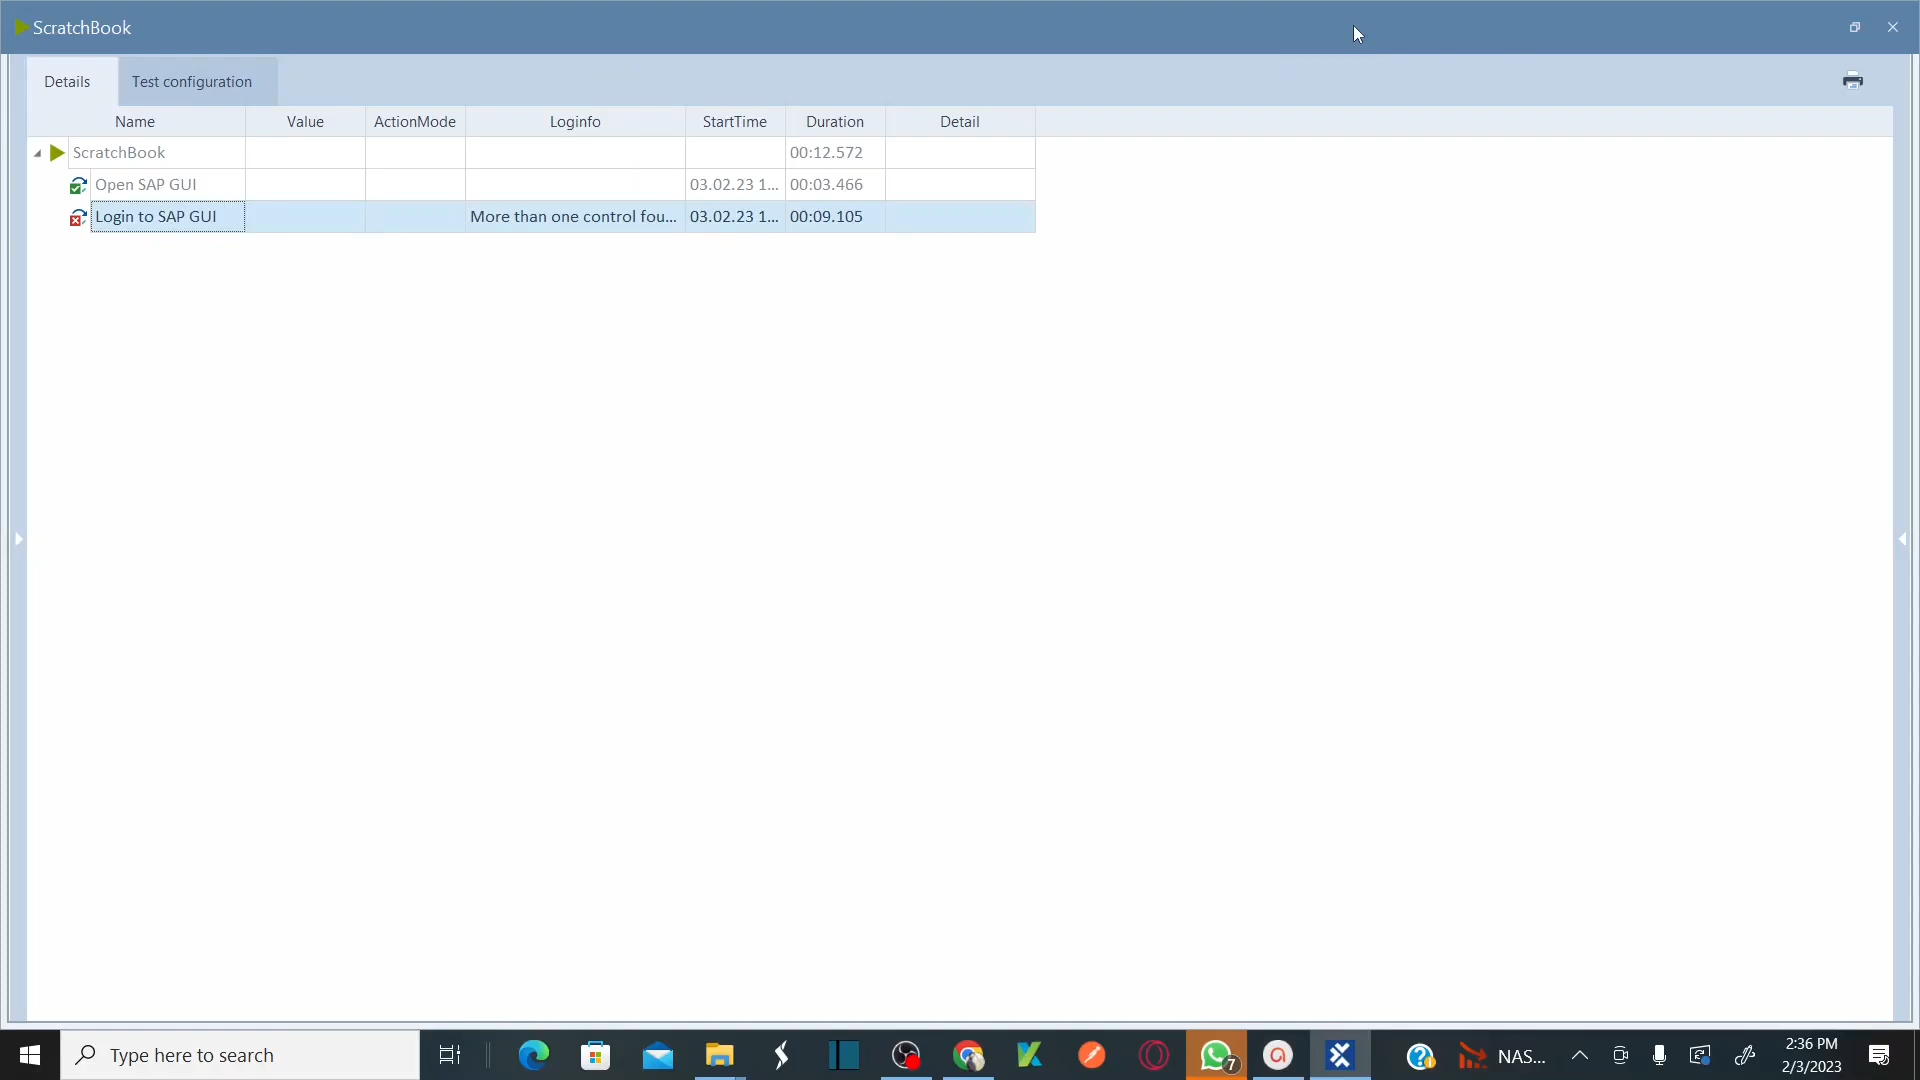 ScratchBook
Details
Test configuration
Name Value ActionMode Loginfo StartTime Duration Detail
ScratchBook 00:12.572
Open SAP GUI 03.02.23 1... 00:03.466
Login to SAP GUI More than one control fou... 03.02.23 1... 00:09.105
Type here to search
7
NAS...
2:36 PM
2/3/2023